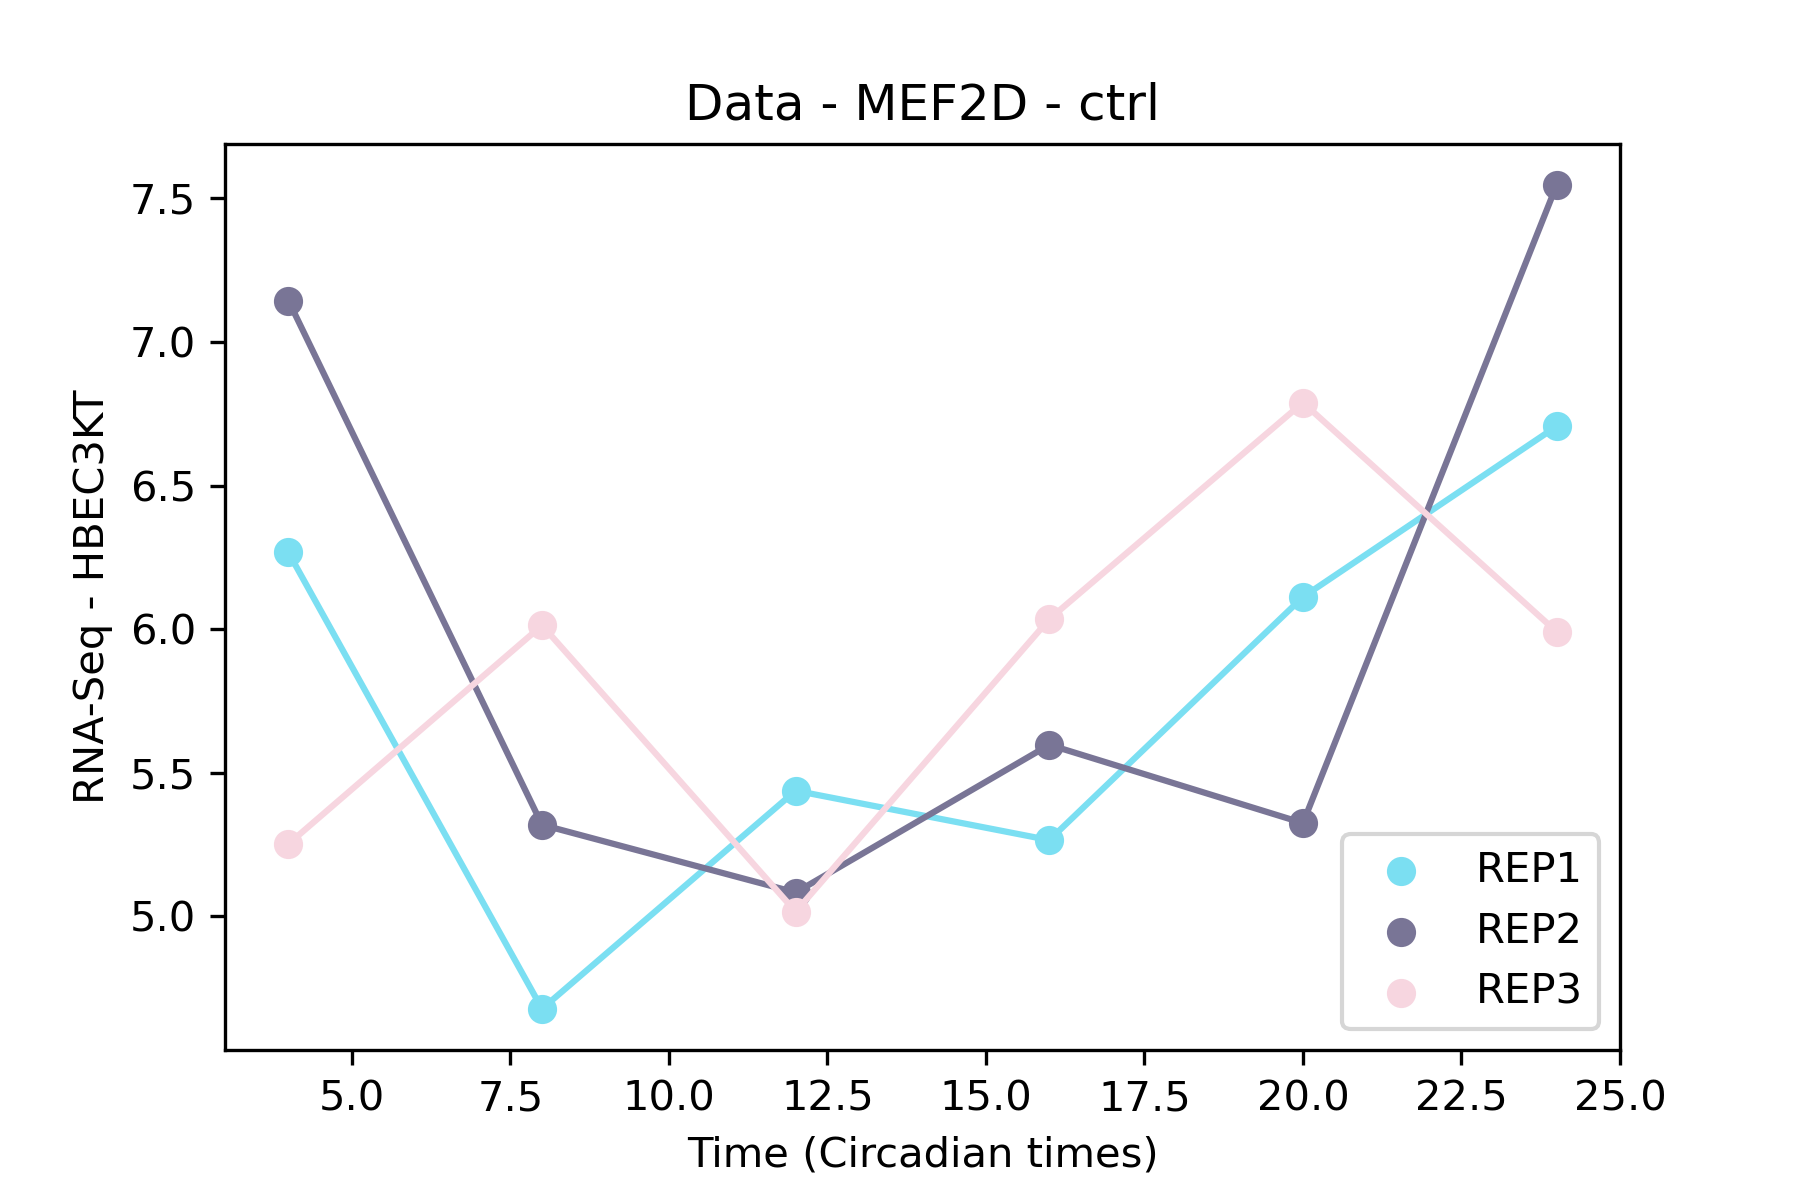 Data - MEF2D - ctrl
RNA-Seq - HBEC3KT
7.5
7.0
6.5
6.0
5.5
5.0
REP1
REP2
REP3
5.0 7.5 10.0 12.5 15.0 17.5 20.0 22.5 25.0
Time (Circadian times)